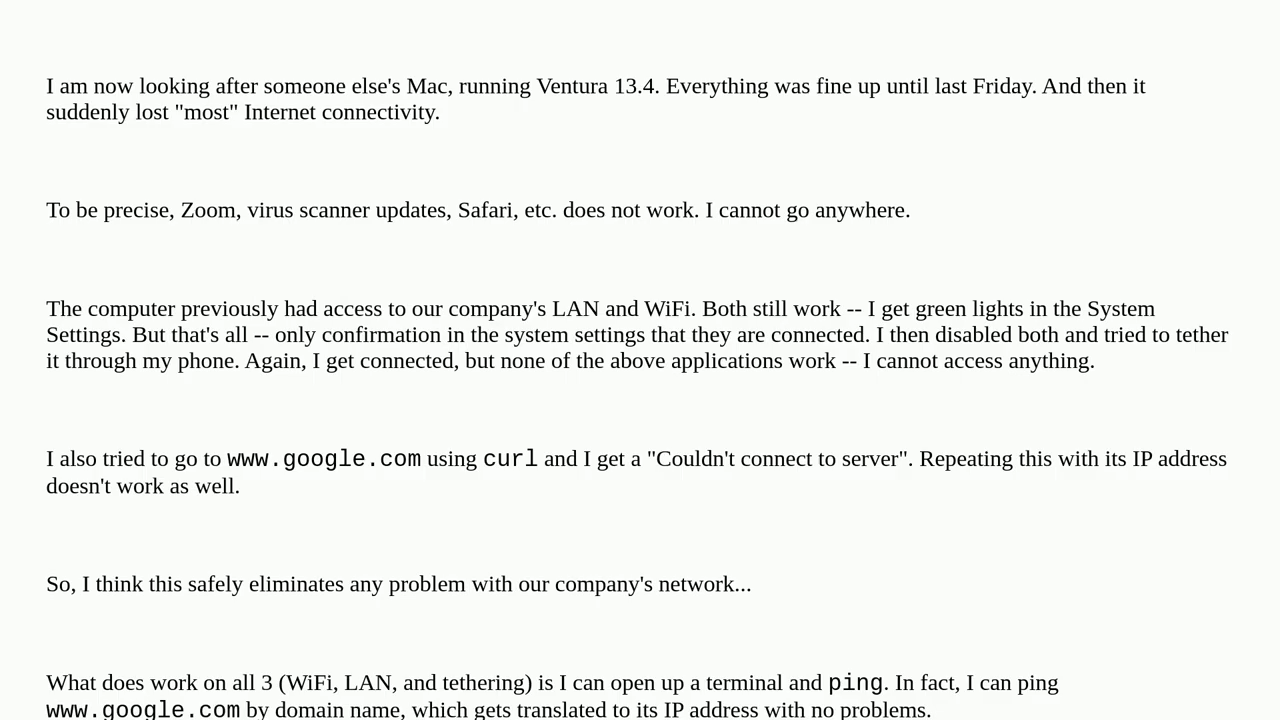 I am now looking after someone else's Mac, running Ventura 13.4. Everything was fine up until last Friday. And then it
suddenly lost "most" Internet connectivity.
To be precise, Zoom, virus scanner updates, Safari, etc. does not work. I cannot go anywhere.
The computer previously had access to our company's LAN and WiFi. Both still work -- I get green lights in the System
Settings. But that's all -- only confirmation in the system settings that they are connected. I then disabled both and tried to tether
it through my phone. Again, I get connected, but none of the above applications work -- I cannot access anything.
I also tried to go to www.google.com using curl and I get a "Couldn't connect to server". Repeating this with its IP address
doesn't work as well.
So, I think this safely eliminates any problem with our company's network...
What does work on all 3 (WiFi, LAN, and tethering) is I can open up a terminal and ping. In fact, I can ping
www.google.com by domain name, which gets translated to its IP address with no problems.